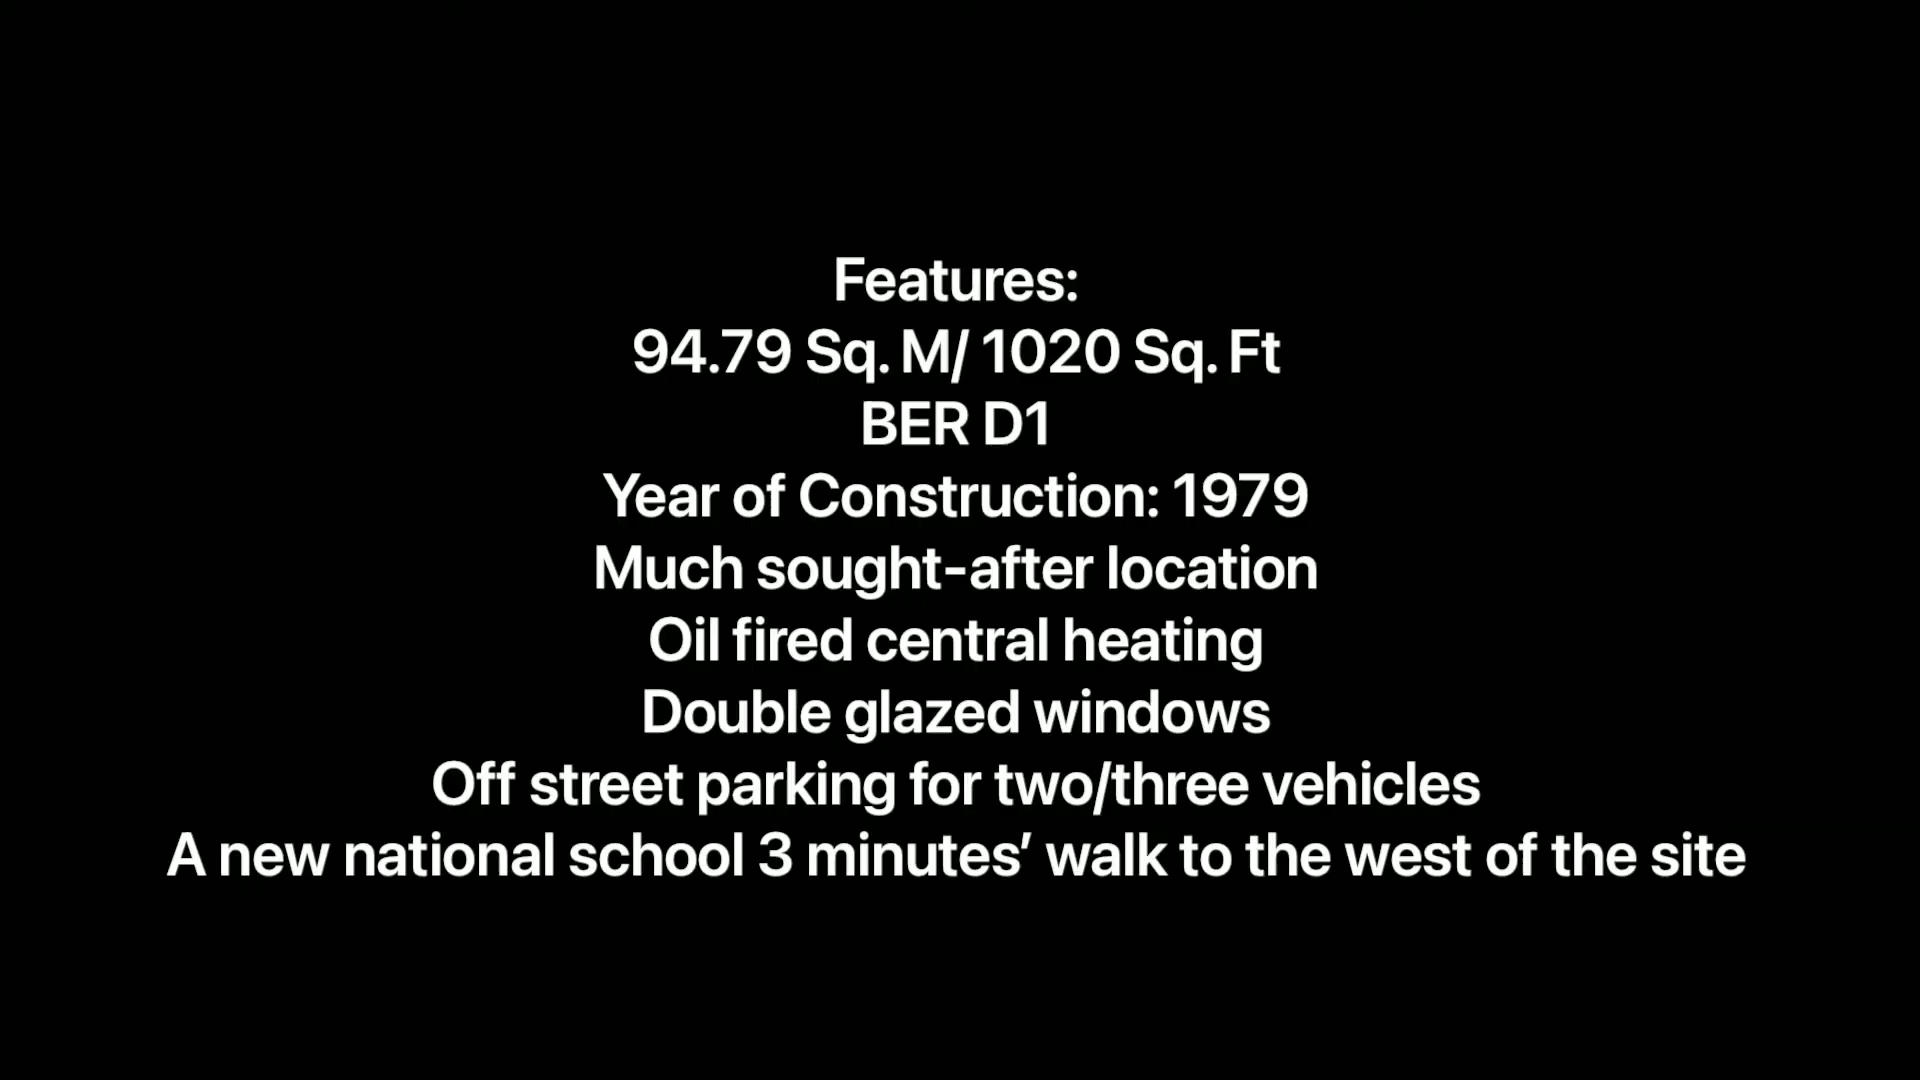 Features:
94.79 Sq. M/ 1020 Sq. Ft
BER D1
Year of Construction: 1979
Much sought-after location
Oil fired central heating
Double glazed windows
Off street parking for two/three vehicles
A new national school 3 minutes’ walk to the west of the site